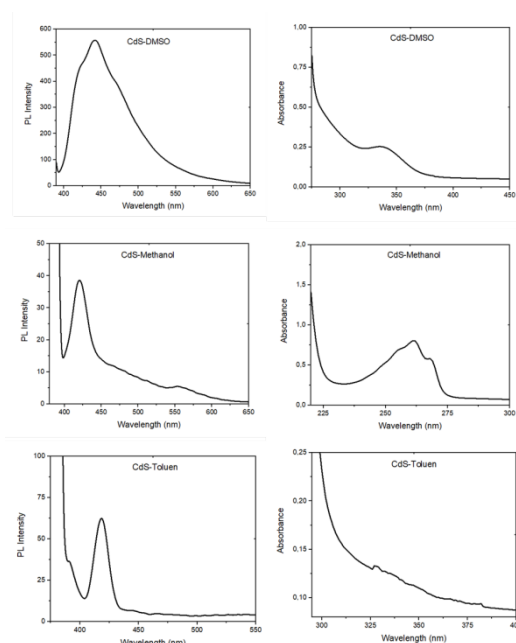 CdS-DMSO
PL Intensity
600
500
400
300
200
100
0
400 450 500 550 600 650
Wavelength (nm)
CdS-DMSO
Absorbance
1,00
0,75
0,50
0,25
0,00
300 350 400 450
Wavelength (nm)
CdS-Methanol
PL Intensity
50
40
30
20
10
0
400 450 500 550 600 650
Wavelength (nm)
CdS-Methanol
Absorbance
2,0
1,5
1,0
0,5
0,0
225 250 275 300
Wavelength (nm)
CdS-Toluen
PL Intensity
100
75
50
25
0
400 450 500 550
Wavelength (nm)
CdS-Toluen
Absorbance
0,25
0,20
0,15
0,10
300 325 350 375 400
Wavelength (nm)